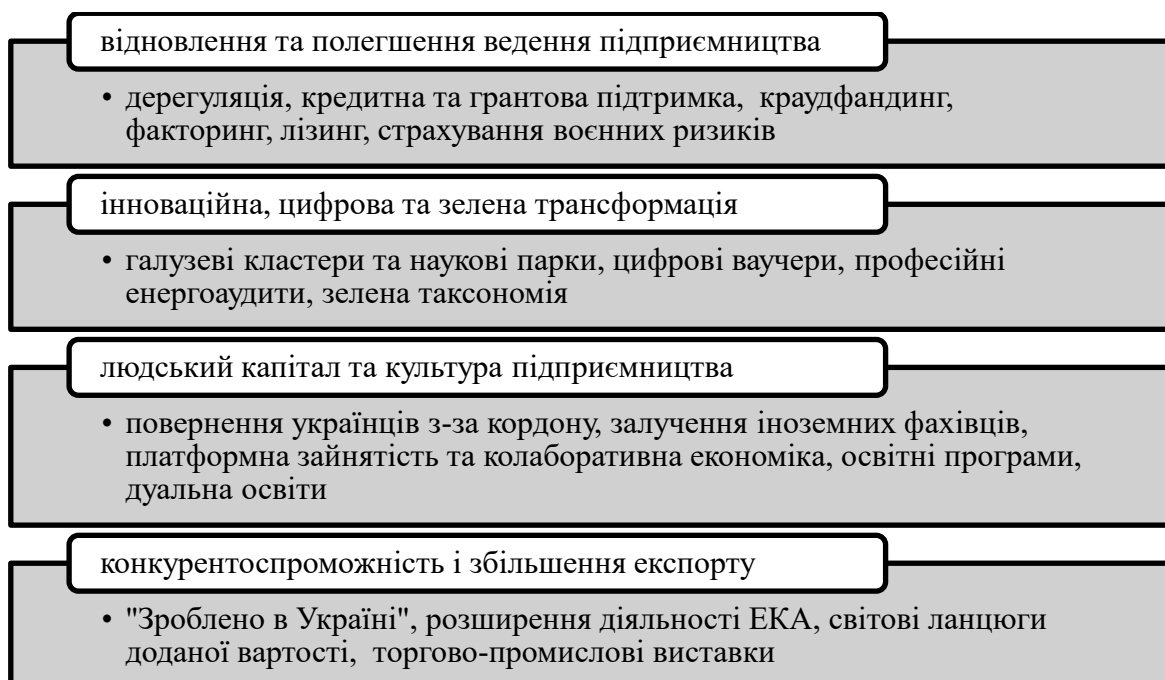 відновлення та полегшення ведення підприємництва
• дерегуляція, кредитна та грантова підтримка, краудфандинг,
факторинг, лізинг, страхування воєнних ризиків
інноваційна, цифрова та зелена трансформація
• галузеві кластери та наукові парки, цифрові ваучери, професійні
енергоаудити, зелена таксономія
людський капітал та культура підприємництва
• повернення українців з-за кордону, залучення іноземних фахівців,
платформна зайнятість та колаборативна економіка, освітні програми,
дуальна освіти
конкурентоспроможність і збільшення експорту
• "Зроблено в Україні", розширення діяльності ЕКА, світові ланцюги
доданої вартості, торгово-промислові виставки